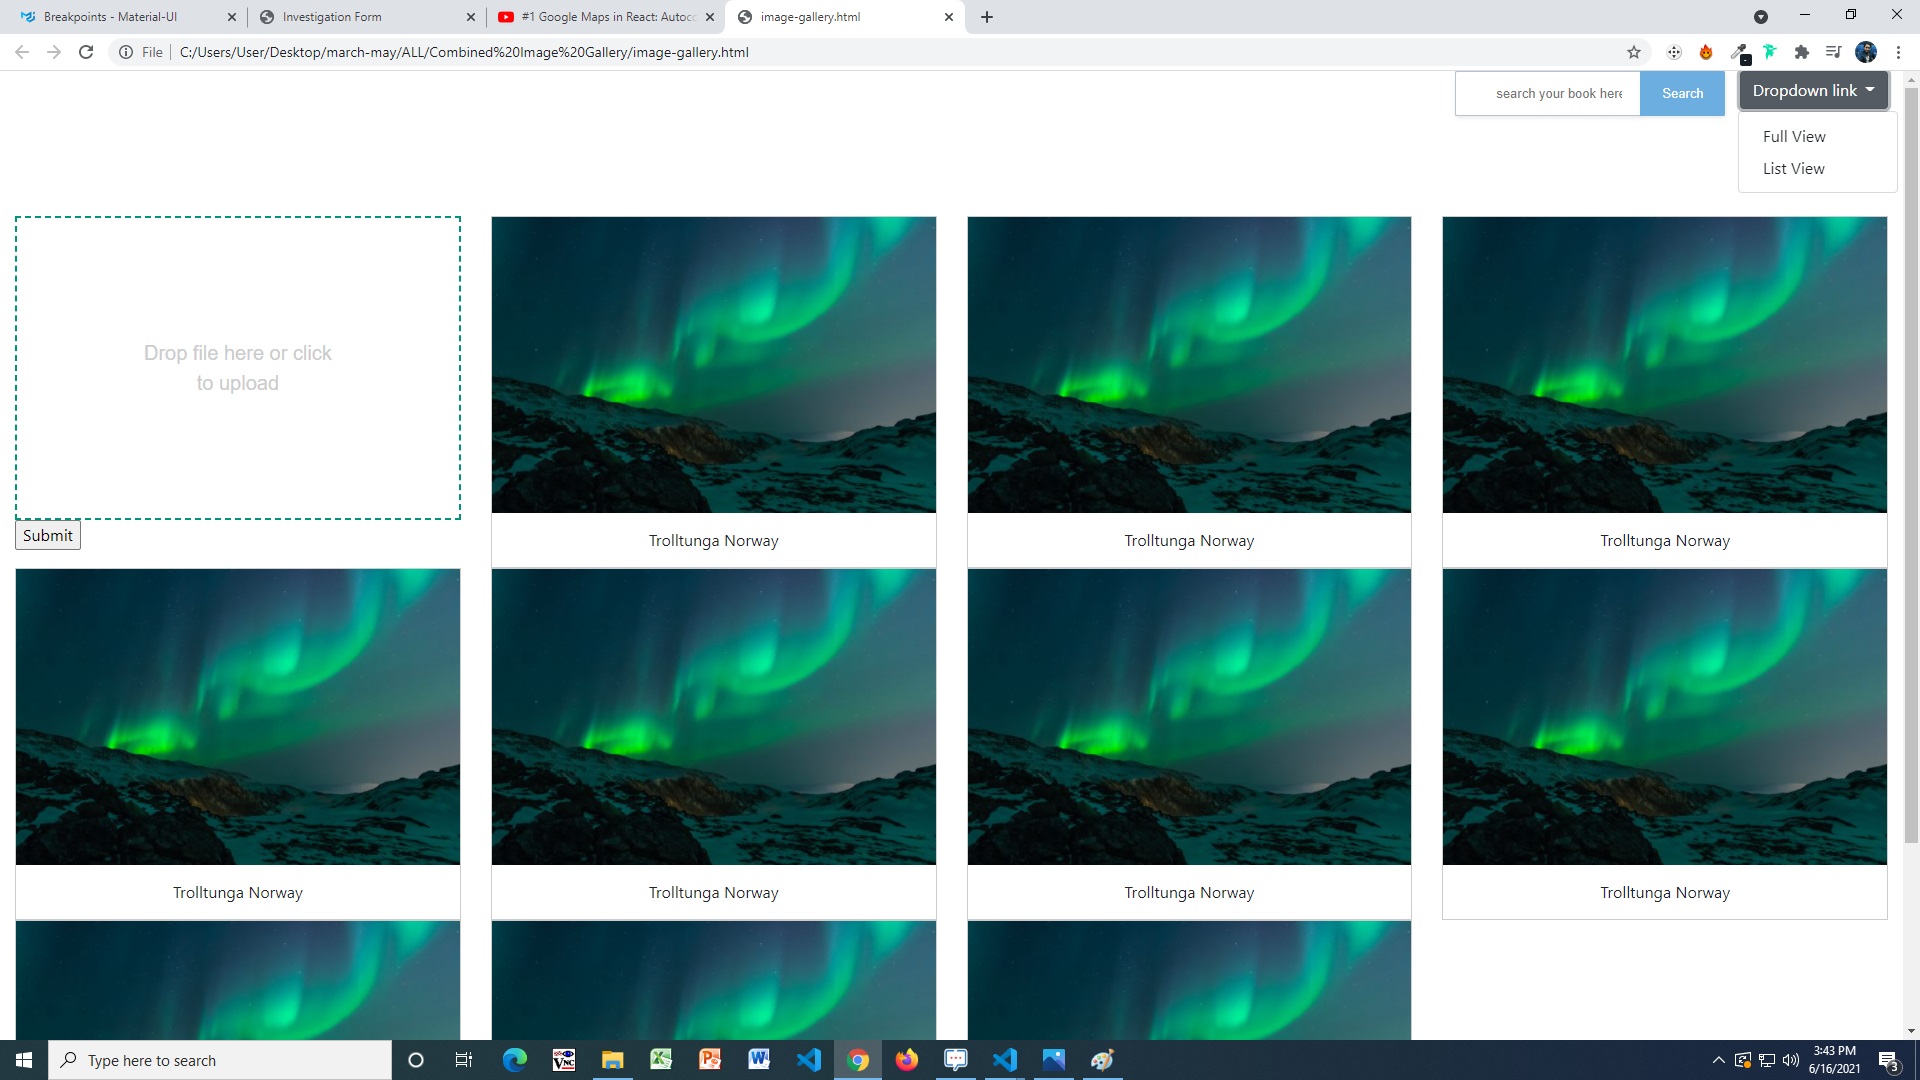 Breakpoints - Material-UI
Investigation Form
#1 Google Maps in React: Autoco
image-gallery.html
File
C:/Users/User/Desktop/march-may/ALL/Combined%20Image%20Gallery/image-gallery.html
search your book here
Search
Dropdown link
Full View
List View
Drop file here or click
to upload
Submit
Trolltunga Norway
Trolltunga Norway
Trolltunga Norway
Trolltunga Norway
Trolltunga Norway
Trolltunga Norway
Trolltunga Norway
Type here to search
VNC
3:43 PM
6/16/2021
3